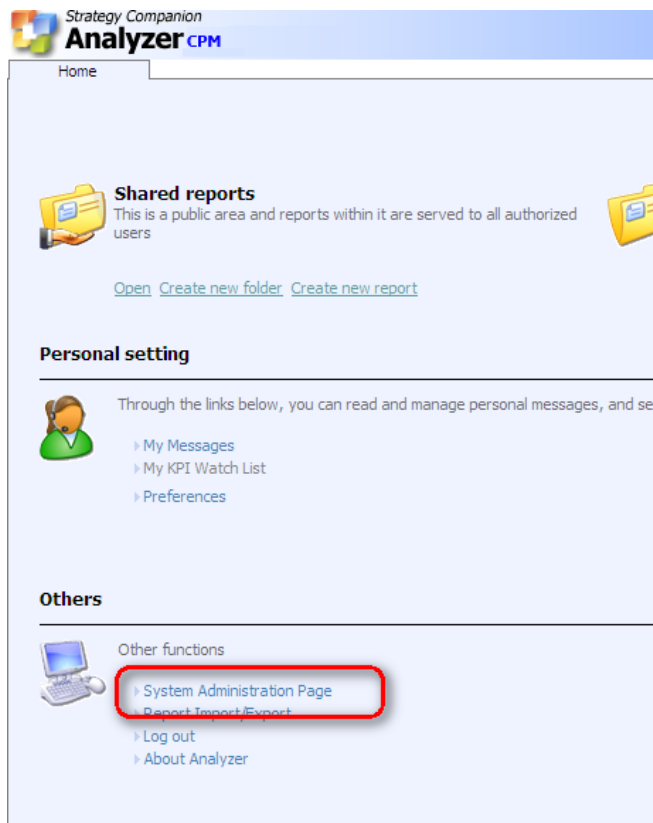 Strategy Companion
Analyzer CPM
Home
Shared reports
This is a public area and reports within it are served to all authorized
users
Open Create new folder Create new report
Personal setting
Through the links below, you can read and manage personal messages, and se
My Messages
My KPI Watch List
Preferences
Others
Other functions
System Administration Page
Report Import/Export
Log out
About Analyzer